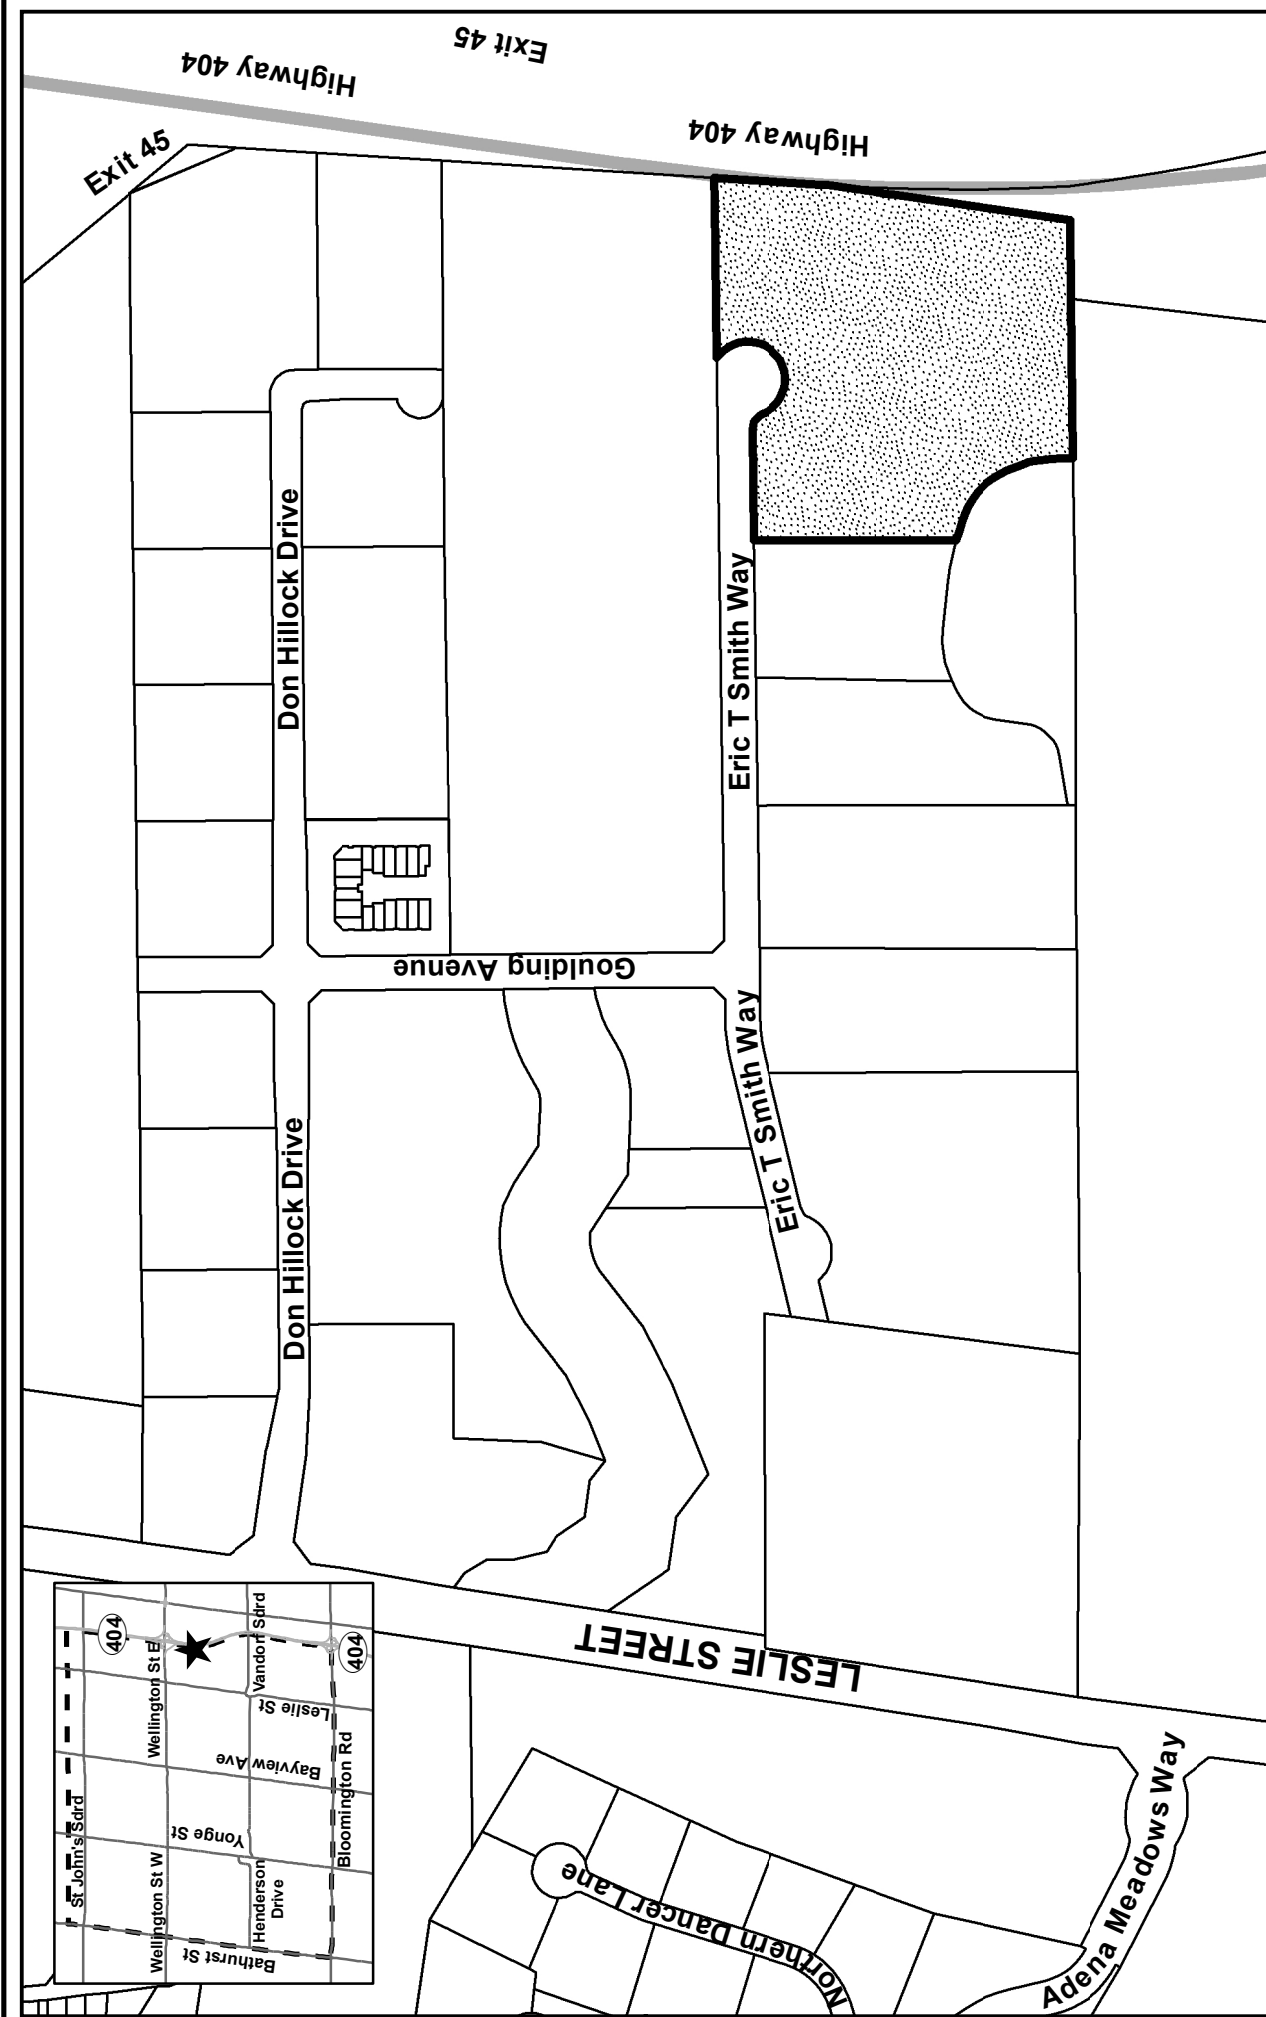 Exit 45
Highway 404
Highway 404
Exit 45
Don Hillock Drive
Eric T Smith Way
Goulding Avenue
Eric T Smith Way
Don Hillock Drive
LESLIE STREET
Adena Meadows Way
Northern Dancer Lane
404
404
Wellington St E
Vandorf Sdrd
Leslie St
Bayview Ave
Bloomington Rd
St John's Sdrd
Yonge St
Wellington St W
Henderson
Drive
Bathurst St